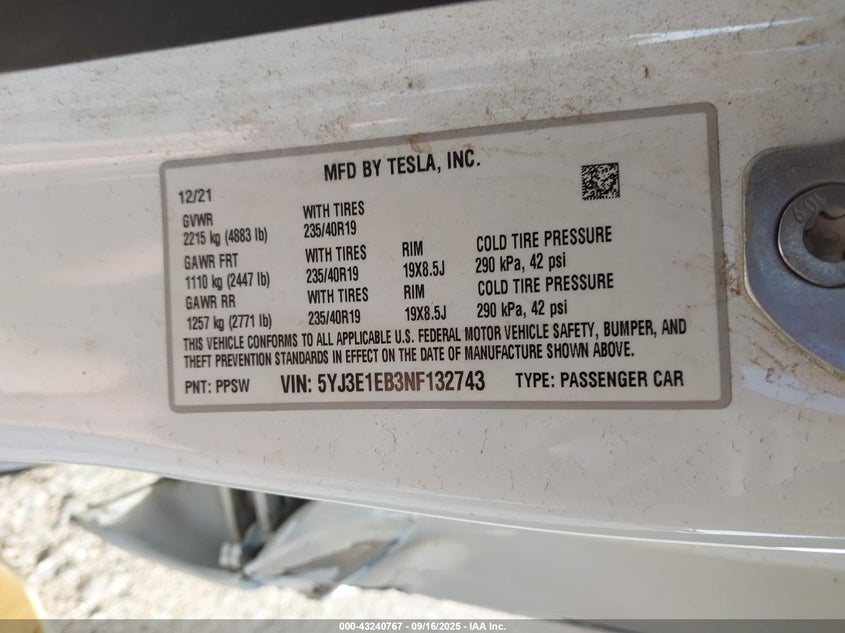 MFD BY TESLA, INC.
12/21
GVWR
2215 kg (4883 lb)
WITH TIRES
235/40R19
GAWR FRT
1110 kg (2447 lb)
WITH TIRES
235/40R19
RIM
19X8.5J
COLD TIRE PRESSURE
290 kPa, 42 psi
GAWR RR
1257 kg (2771 lb)
WITH TIRES
235/40R19
RIM
19X8.5J
COLD TIRE PRESSURE
290 kPa, 42 psi
THIS VEHICLE CONFORMS TO ALL APPLICABLE U.S. FEDERAL MOTOR VEHICLE SAFETY, BUMPER, AND
THEFT PREVENTION STANDARDS IN EFFECT ON THE DATE OF MANUFACTURE SHOWN ABOVE.
PNT: PPSW VIN: 5YJ3E1EB3NF132743 TYPE: PASSENGER CAR
10.9
000-43240767 - 09/16/2025 - IAA Inc.